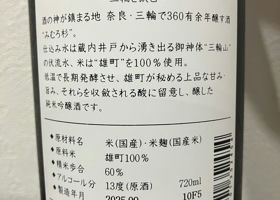 酒の神が鎮まる地 奈良・三輪で360有余年醸す酒
“みむろ杉”。
仕込み水は蔵内井戸から湧き出る御神体“三輪山”
の伏流水、米は“雄町”を100％使用。
低温で長期発酵させ、雄町が秘める上品な甘み・
旨み、それらを収斂される酸に留意し、醸した
純米吟醸酒です。
●原材料名 米(国産)・米麹(国産米)
●原料米 雄町100％
●精米歩合 60％
●アルコール分 13度(原酒) 720ml
●製造年月 2025.09 10F5